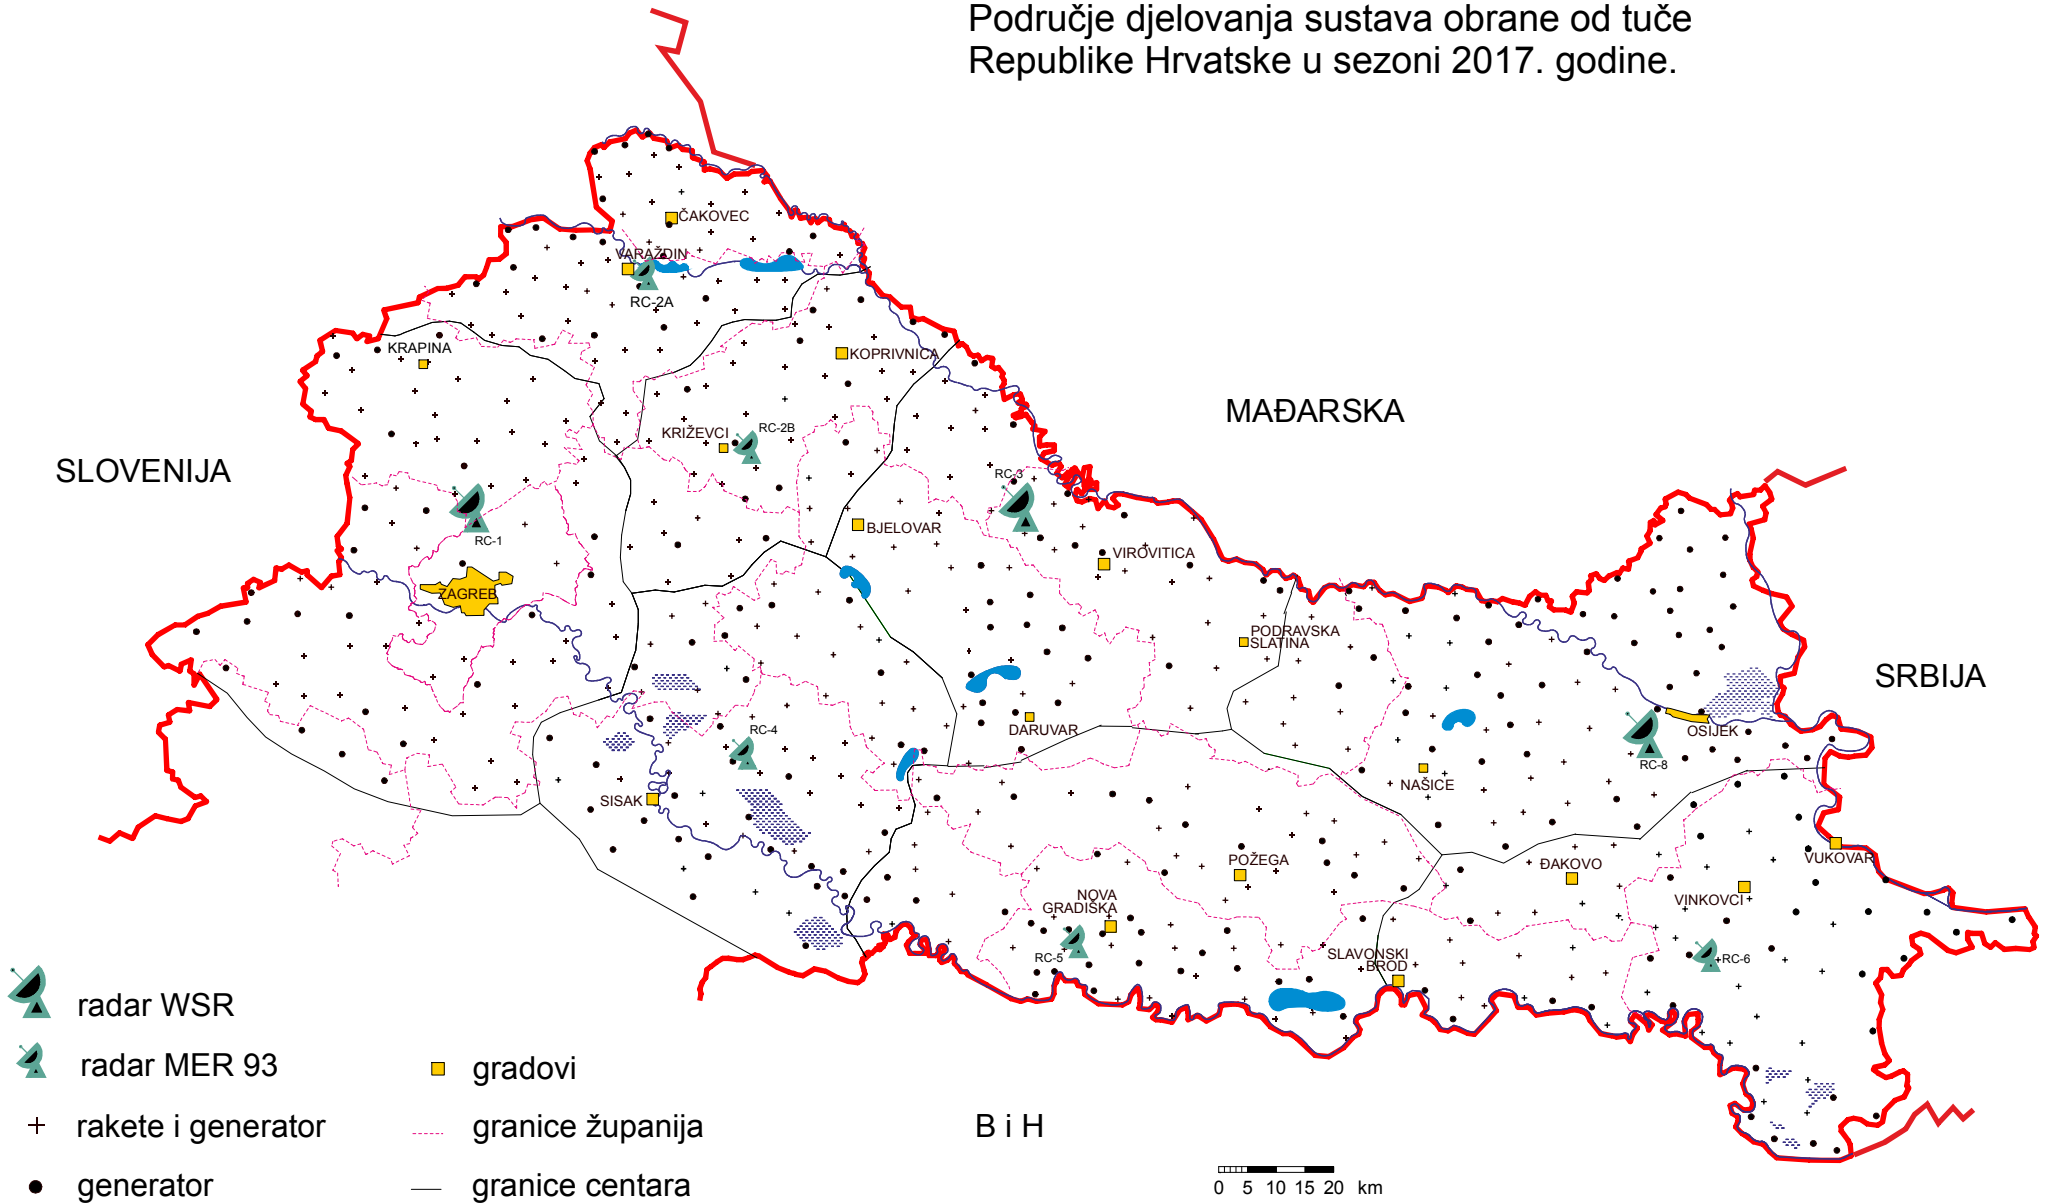 Područje djelovanja sustava obrane od tuče
Republike Hrvatske u sezoni 2017. godine.
ČAKOVEC
VARAŽDIN
RC-2A
KRAPINA
KOPRIVNICA
MAĐARSKA
KRIŽEVCI
RC-2B
SLOVENIJA
RC-3
BJELOVAR
RC-1
VIROVITICA
ZAGREB
PODRAVSKA
SLATINA
SRBIJA
RC-4
DARUVAR
OSIJEK
RC-8
NAŠICE
SISAK
POŽEGA
ĐAKOVO
VUKOVAR
NOVA
GRADIŠKA
VINKOVCI
RC-5
SLAVONSKI
BROD
RC-6
radar WSR
radar MER 93
rakete i generator
generator
gradovi
granice županija
granice centara
B i H
0 5 10 15 20 km